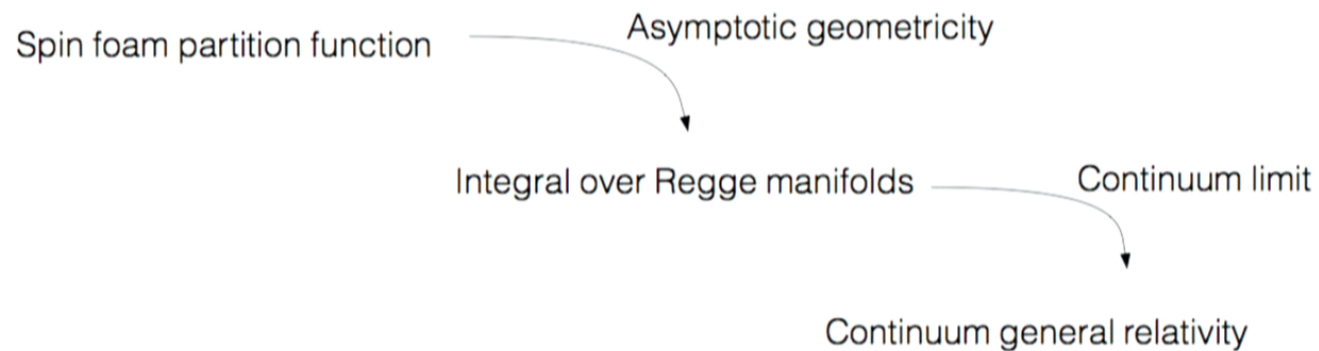 Spin foam partition function
Asymptotic geometricity
Integral over Regge manifolds
Continuum limit
Continuum general relativity